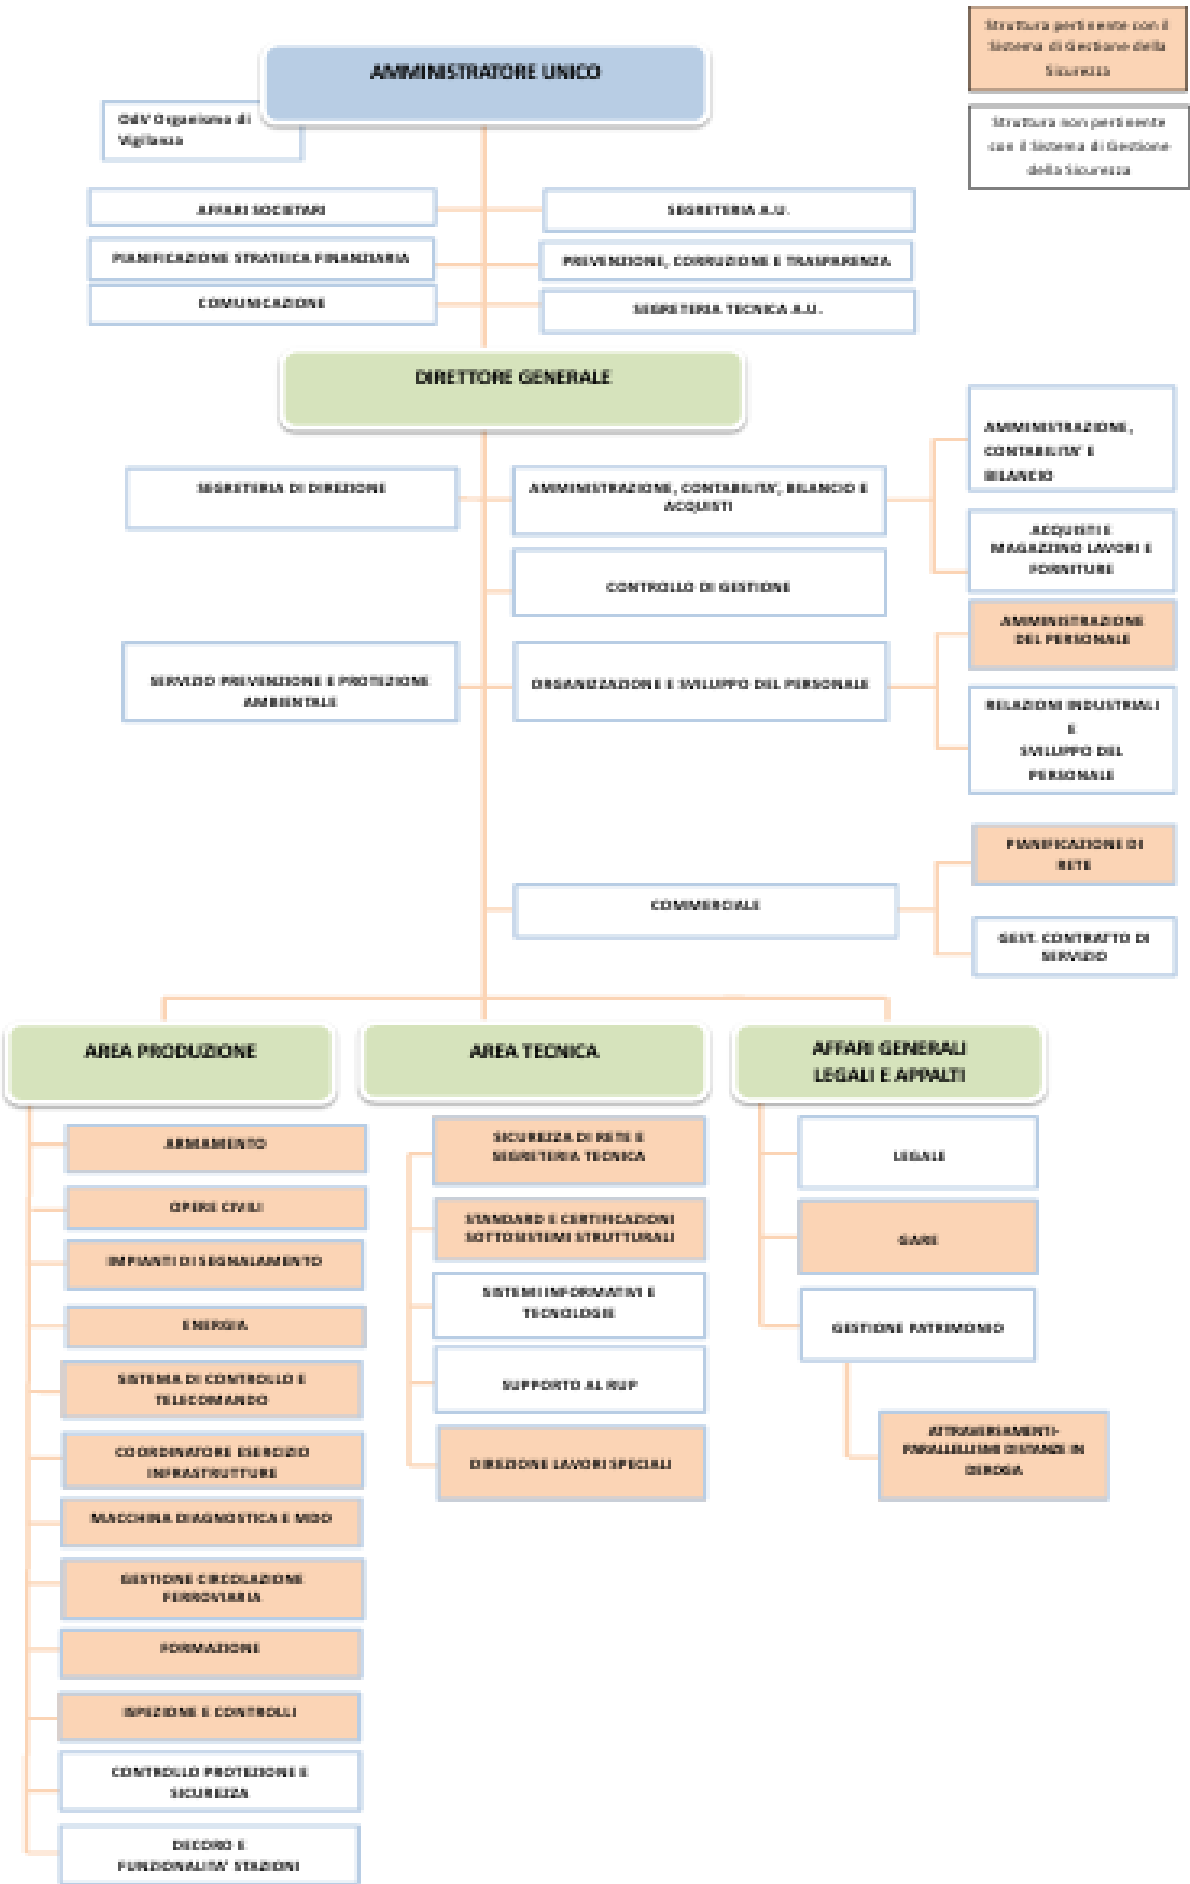 Struttura pertinente con il
Sistema di Gestione della
Sicurezza
AMMINISTRATORE UNICO
OdV Organismo di
Vigilanza
Struttura non pertinente
con il Sistema di Gestione
della Sicurezza
AFFARI SOCIETARI
SEGRETERIA A.U.
PIANIFICAZIONE STRATEICA FINANZIARIA
PREVENZIONE, CORRUZIONE E TRASPARENZA
COMUNICAZIONE
SEGRETERIA TECNICA A.U.
DIRETTORE GENERALE
AMMINISTRAZIONE,
CONTABILITA' E
BILANCIO
SEGRETERIA DI DIREZIONE
AMMINISTRAZIONE, CONTABILITA', BILANCIO E
ACQUISTI
ACQUISTI E
MAGAZZINO LAVORI E
FORNITURE
CONTROLLO DI GESTIONE
AMMINISTRAZIONE
DEL PERSONALE
SERVIZIO PREVENZIONE E PROTEZIONE
AMBIENTALE
ORGANIZZAZIONE E SVILUPPO DEL PERSONALE
RELAZIONI INDUSTRIALI
E
SVILUPPO DEL
PERSONALE
PIANIFICAZIONE DI
RETE
COMMERCIALE
GEST. CONTRATTO DI
SERVIZIO
AREA PRODUZIONE
ARMAMENTO
OPERE CIVILI
IMPIANTI DI SEGNALAMENTO
ENERGIA
SISTEMA DI CONTROLLO E
TELECOMANDO
COORDINATORE ESERCIZIO
INFRASTRUTTURE
MACCHINA DIAGNOSTICA E MDO
GESTIONE CIRCOLAZIONE
FERROVIARIA
FORMAZIONE
ISPEZIONE E CONTROLLI
CONTROLLO PROTEZIONE E
SICUREZZA
DECORO E
FUNZIONALITA' STAZIONI
AREA TECNICA
SICUREZZA DI RETE E
SEGRETERIA TECNICA
STANDARD E CERTIFICAZIONI
SOTTOSISTEMI STRUTTURALI
SISTEMI INFORMATIVI E
TECNOLOGIE
SUPPORTO AL RUP
DIREZIONE LAVORI SPECIALI
AFFARI GENERALI
LEGALI E APPALTI
LEGALE
GARE
GESTIONE PATRIMONIO
ATTRAVERSAMENTI-
PARALLELISMI DISTANZE IN
DEROGA